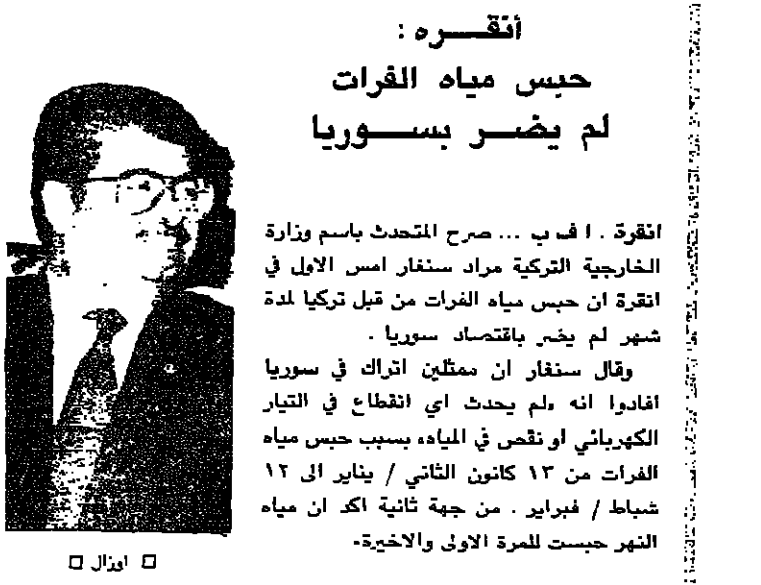 أنقــره :
حبس مياه الفرات
لم يضــر بســوريا
انقرة . ا ف ب ... صرح المتحدث باسم وزارة
الخارجية التركية مراد سنغار امس الاول في
انقرة ان حبس مياه الفرات من قبل تركيا لمدة
شهر لم يضر باقتصاد سوريا .
وقال سنغار ان ممثلين اتراك في سوريا
افادوا انه «لم يحدث اي انقطاع في التيار
الكهربائي او نقص في المياه» بسبب حبس مياه
الفرات من ١٣ كانون الثاني / يناير الى ١٢
شباط / فبراير . من جهة ثانية اكد ان مياه
النهر حبست للمرة الاولى والاخيرة.
□ اوزال □